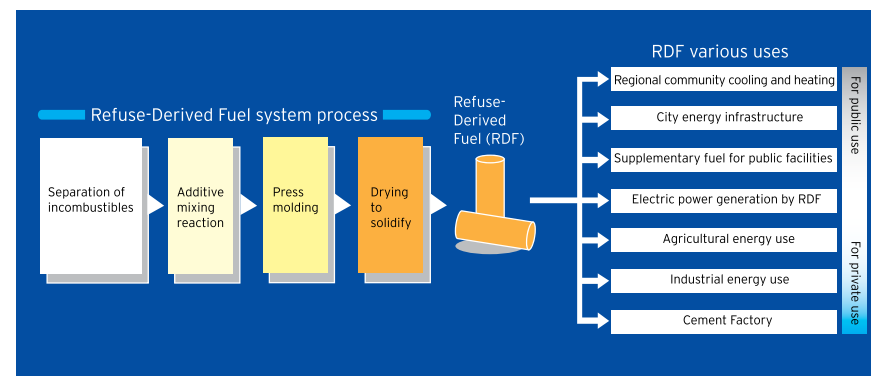 RDF various uses
Refuse-Derived Fuel system process
Separation of
incombustibles
Additive
mixing
reaction
Press
molding
Drying
to
solidify
Refuse-
Derived
Fuel (RDF)
Regional community cooling and heating
City energy infrastructure
Supplementary fuel for public facilities
Electric power generation by RDF
Agricultural energy use
Industrial energy use
Cement Factory
For public use
For private use